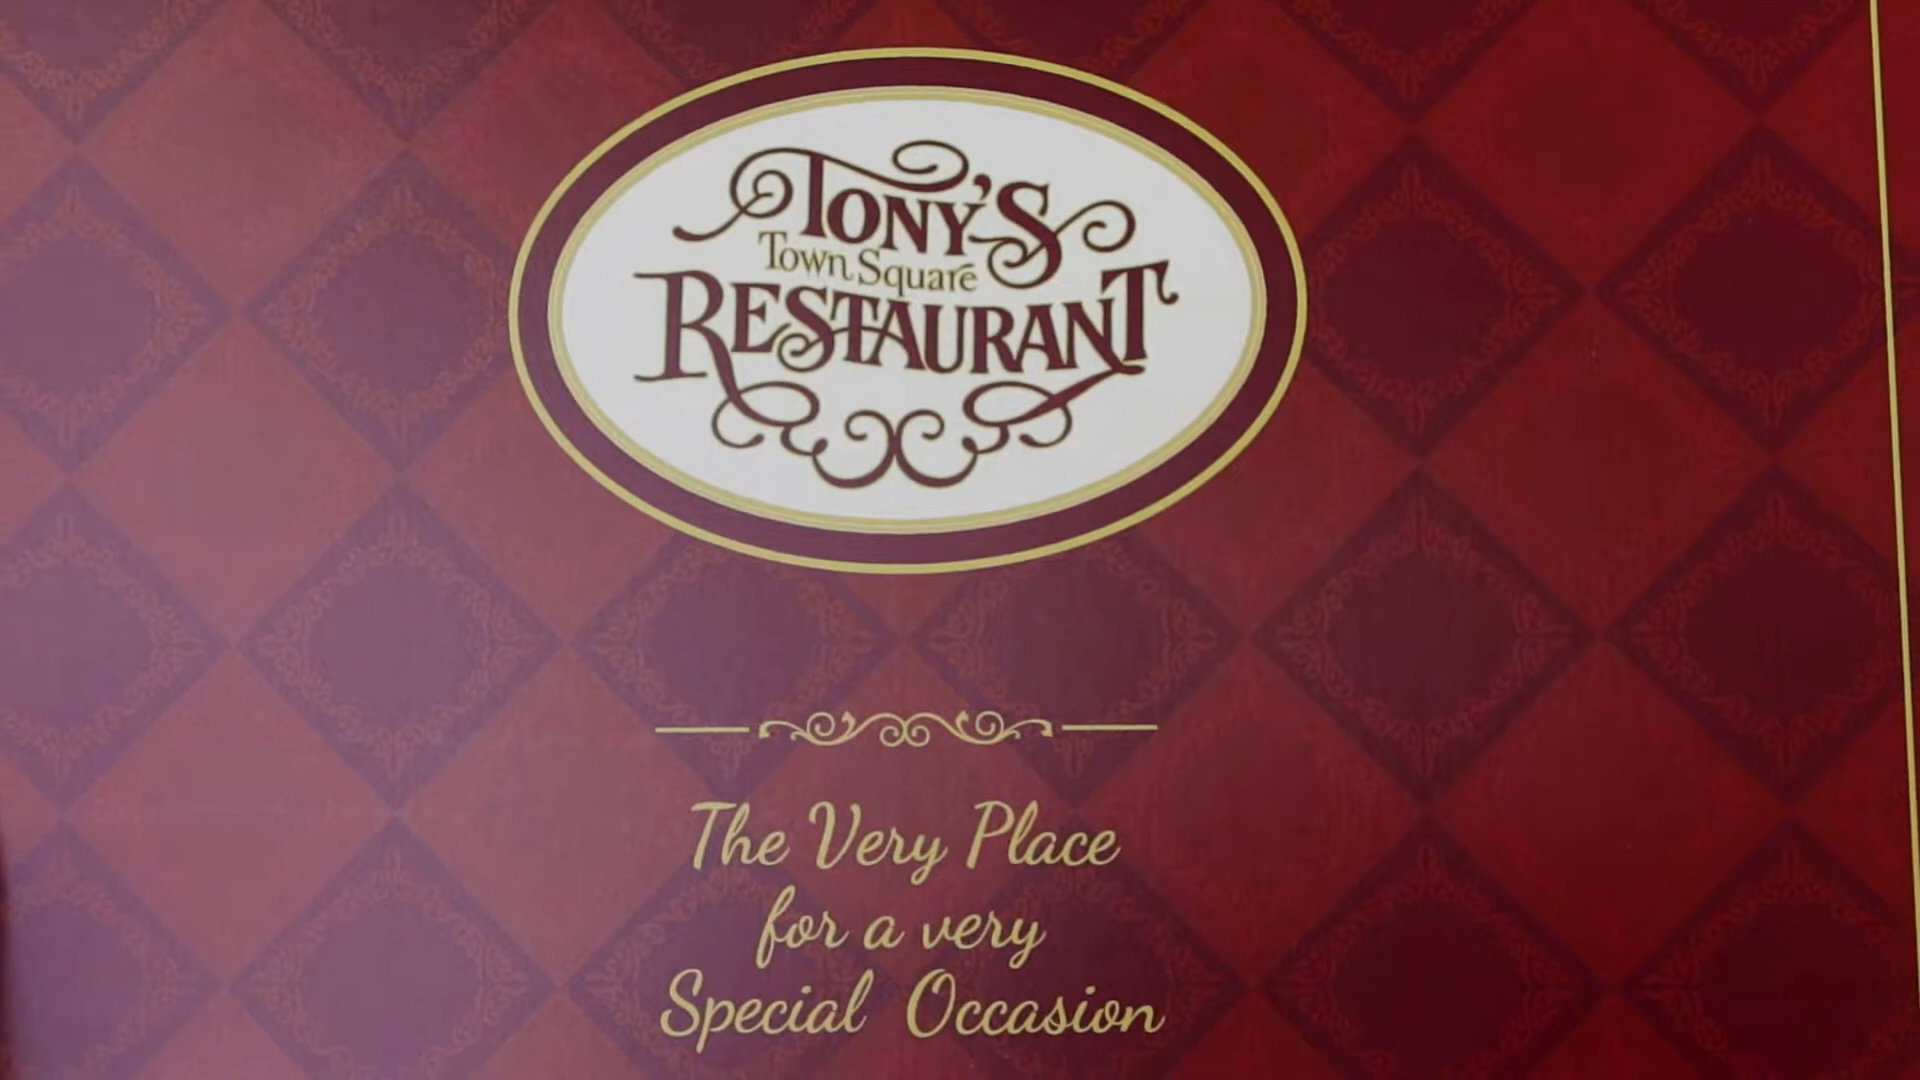 TONY'S
Town Square
RESTAURANT
The Very Place
for a very
Special Occasion